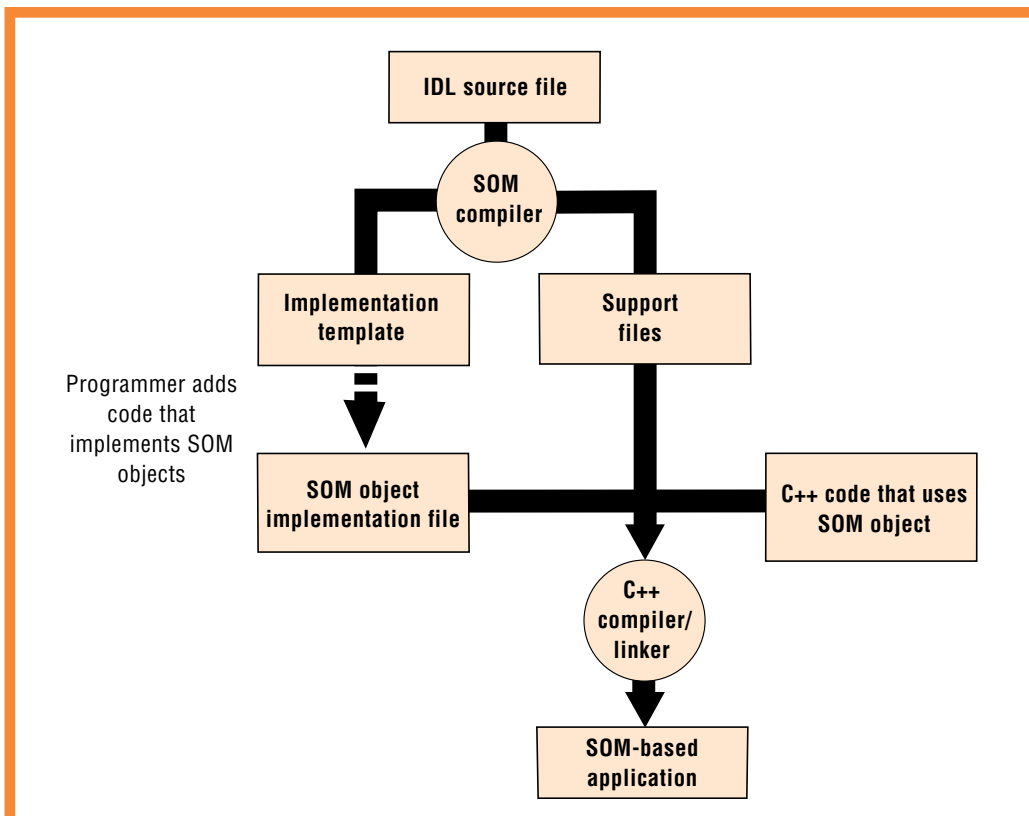 IDL source file
SOM
compiler
Implementation
template
Support
files
Programmer adds
code that
implements SOM
objects
SOM object
implementation file
C++ code that uses
SOM object
C++
compiler/
linker
SOM-based
application